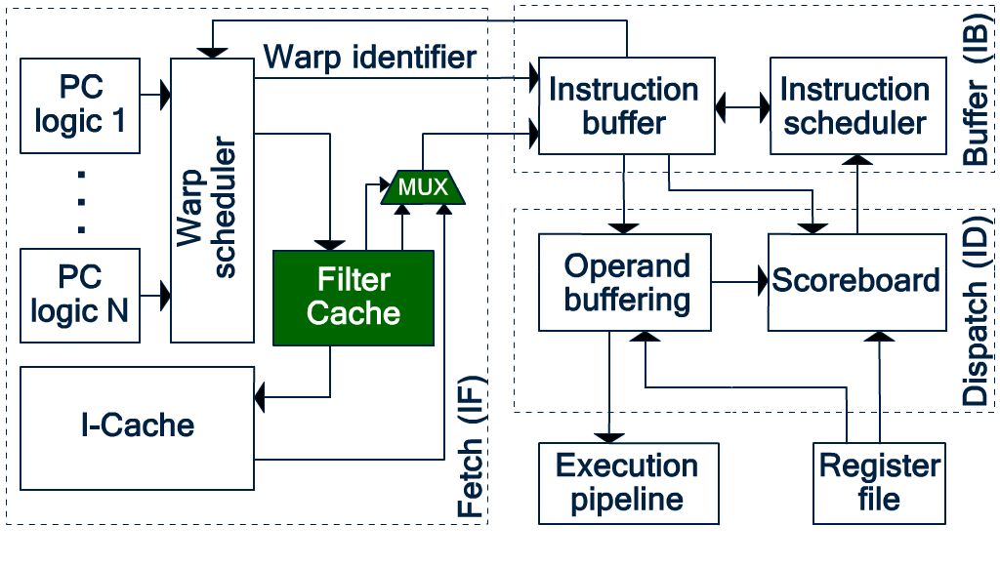 Warp identifier
PC
logic 1
Warp
scheduler
PC
logic N
MUX
Filter
Cache
I-Cache
Fetch (IF)
Instruction
buffer
Instruction
scheduler
Buffer (IB)
Operand
buffering
Scoreboard
Dispatch (ID)
Execution
pipeline
Register
file